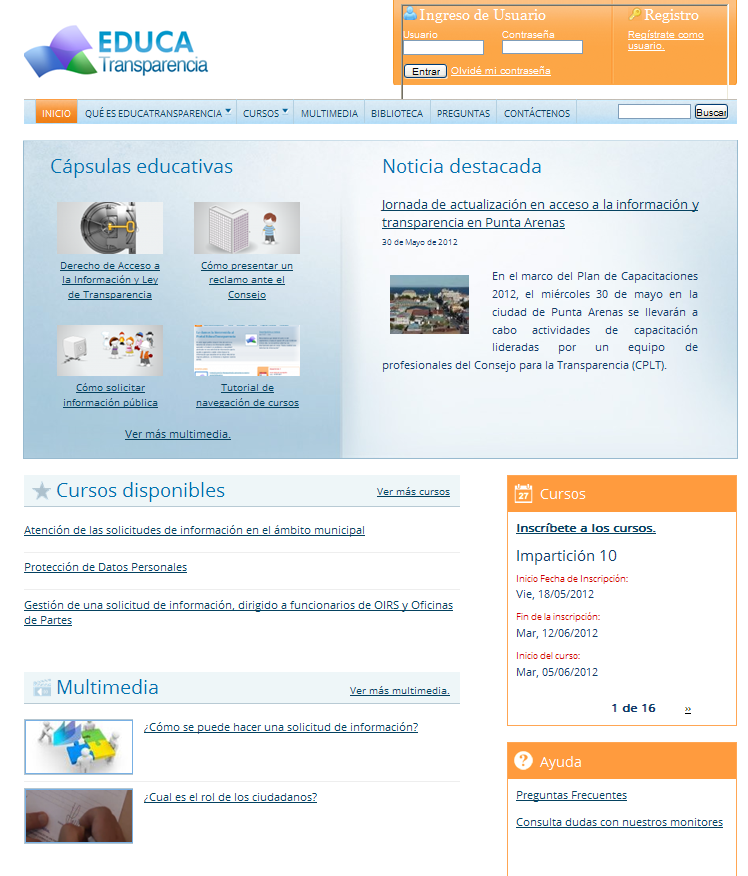 EDUCA
Transparencia
Ingreso de Usuario
Usuario
Contraseña
Entrar
Olvidé mi contraseña
Registro
Regístrate como
usuario.
INICIO
QUÉ ES EDUCATRANSPARENCIA
CURSOS
MULTIMEDIA
BIBLIOTECA
PREGUNTAS
CONTÁCTENOS
Buscar
Cápsulas educativas
Derecho de Acceso a
la Información y Ley
de Transparencia
Cómo presentar un
reclamo ante el
Consejo
Cómo solicitar
información pública
Tutorial de
navegación de cursos
Ver más multimedia.
Noticia destacada
Jornada de actualización en acceso a la información y
transparencia en Punta Arenas
30 de Mayo de 2012
En el marco del Plan de Capacitaciones
2012, el miércoles 30 de mayo en la
ciudad de Punta Arenas se llevarán a
cabo actividades de capacitación
lideradas por un equipo de
profesionales del Consejo para la Transparencia (CPLT).
Cursos disponibles
Ver más cursos
Atención de las solicitudes de información en el ámbito municipal
Protección de Datos Personales
Gestión de una solicitud de información, dirigido a funcionarios de OIRS y Oficinas
de Partes
Multimedia
Ver más multimedia.
¿Cómo se puede hacer una solicitud de información?
¿Cual es el rol de los ciudadanos?
27
Cursos
Inscríbete a los cursos.
Impartición 10
Inicio Fecha de Inscripción:
Vie, 18/05/2012
Fin de la inscripción:
Mar, 12/06/2012
Inicio del curso:
Mar, 05/06/2012
1 de 16 ››
? Ayuda
Preguntas Frecuentes
Consulta dudas con nuestros monitores